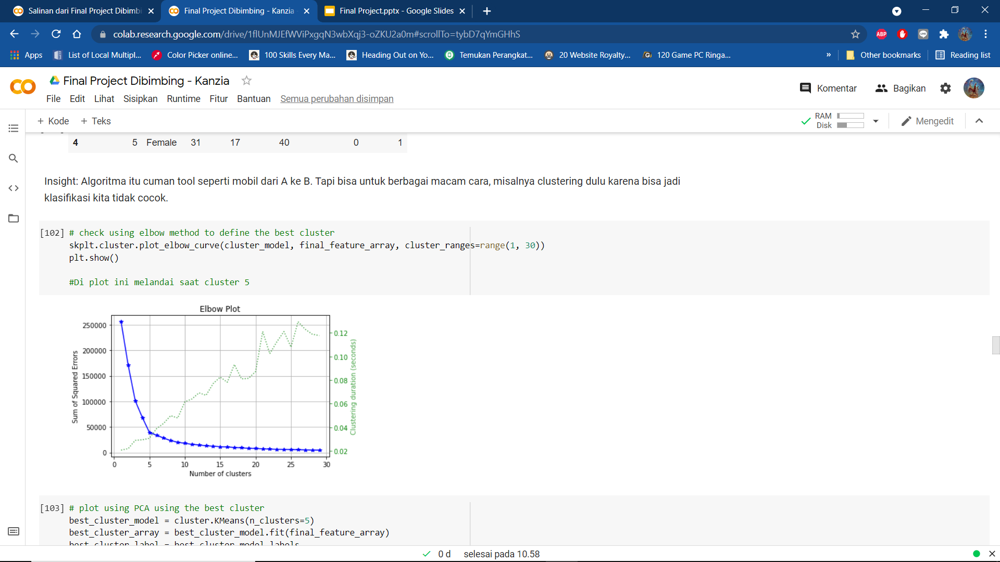 Salinan dari Final Project Dibimbi
Final Project Dibimbing - Kanzia
Final Project.pptx - Google Slides
colab.research.google.com/drive/1flUnMJEfWViPxgqN3wbXqj3-oZKU2a0m#scrollTo=tybD7qYmGHhS
ABP
LINE
Apps
List of Local Multipl...
Color Picker online...
100 Skills Every Ma...
Heading Out on Yo...
Temukan Perangkat...
20 Website Royalty...
120 Game PC Ringa...
»
Other bookmarks
Reading list
Final Project Dibimbing - Kanzia
Komentar
Bagikan
File Edit Lihat Sisipkan Runtime Fitur Bantuan Semua perubahan disimpan
+ Kode + Teks
RAM
Disk
Mengedit
4 5 Female 31 17 40 0 1
Insight: Algoritma itu cuman tool seperti mobil dari A ke B. Tapi bisa untuk berbagai macam cara, misalnya clustering dulu karena bisa jadi
klasifikasi kita tidak cocok.
[102] # check using elbow method to define the best cluster
skplt.cluster.plot_elbow_curve(cluster_model, final_feature_array, cluster_ranges=range(1, 30))
plt.show()
#Di plot ini melandai saat cluster 5
Elbow Plot
250000
200000
150000
100000
50000
0
Sum of Squared Errors
0.12
0.10
0.08
0.06
0.04
0.02
Clustering duration (seconds)
0 5 10 15 20 25 30
Number of clusters
[103] # plot using PCA using the best cluster
best_cluster_model = cluster.KMeans(n_clusters=5)
best_cluster_array = best_cluster_model.fit(final_feature_array)
best_cluster_label = best_cluster_model.labels_
0 d selesai pada 10.58